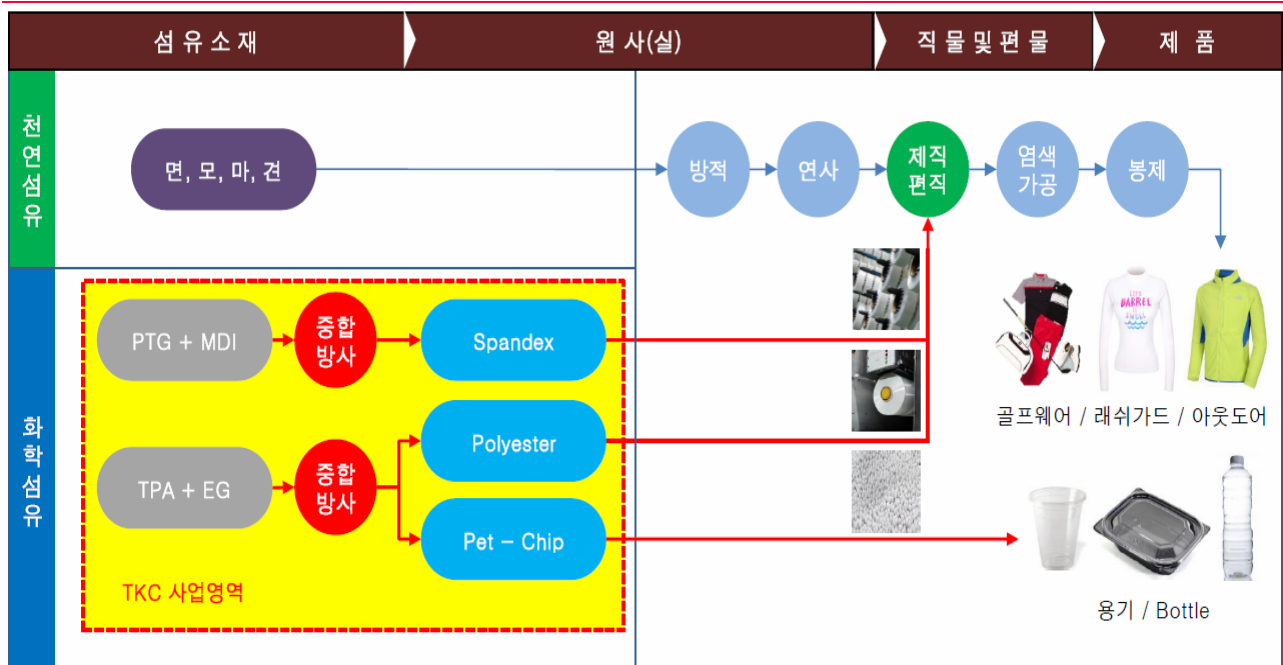 섬유소재
원사(실)
직물및편물
제 품
천
연
섬
유
면, 모, 마, 견
방적
연사
제직
편직
염색
가공
봉제
화
학
섬
유
PTG + MDI
중합
방사
Spandex
TPA + EG
중합
방사
Polyester
Pet - Chip
TKC 사업영역
BARREL
골프웨어 / 래쉬가드 / 아웃도어
용기 / Bottle